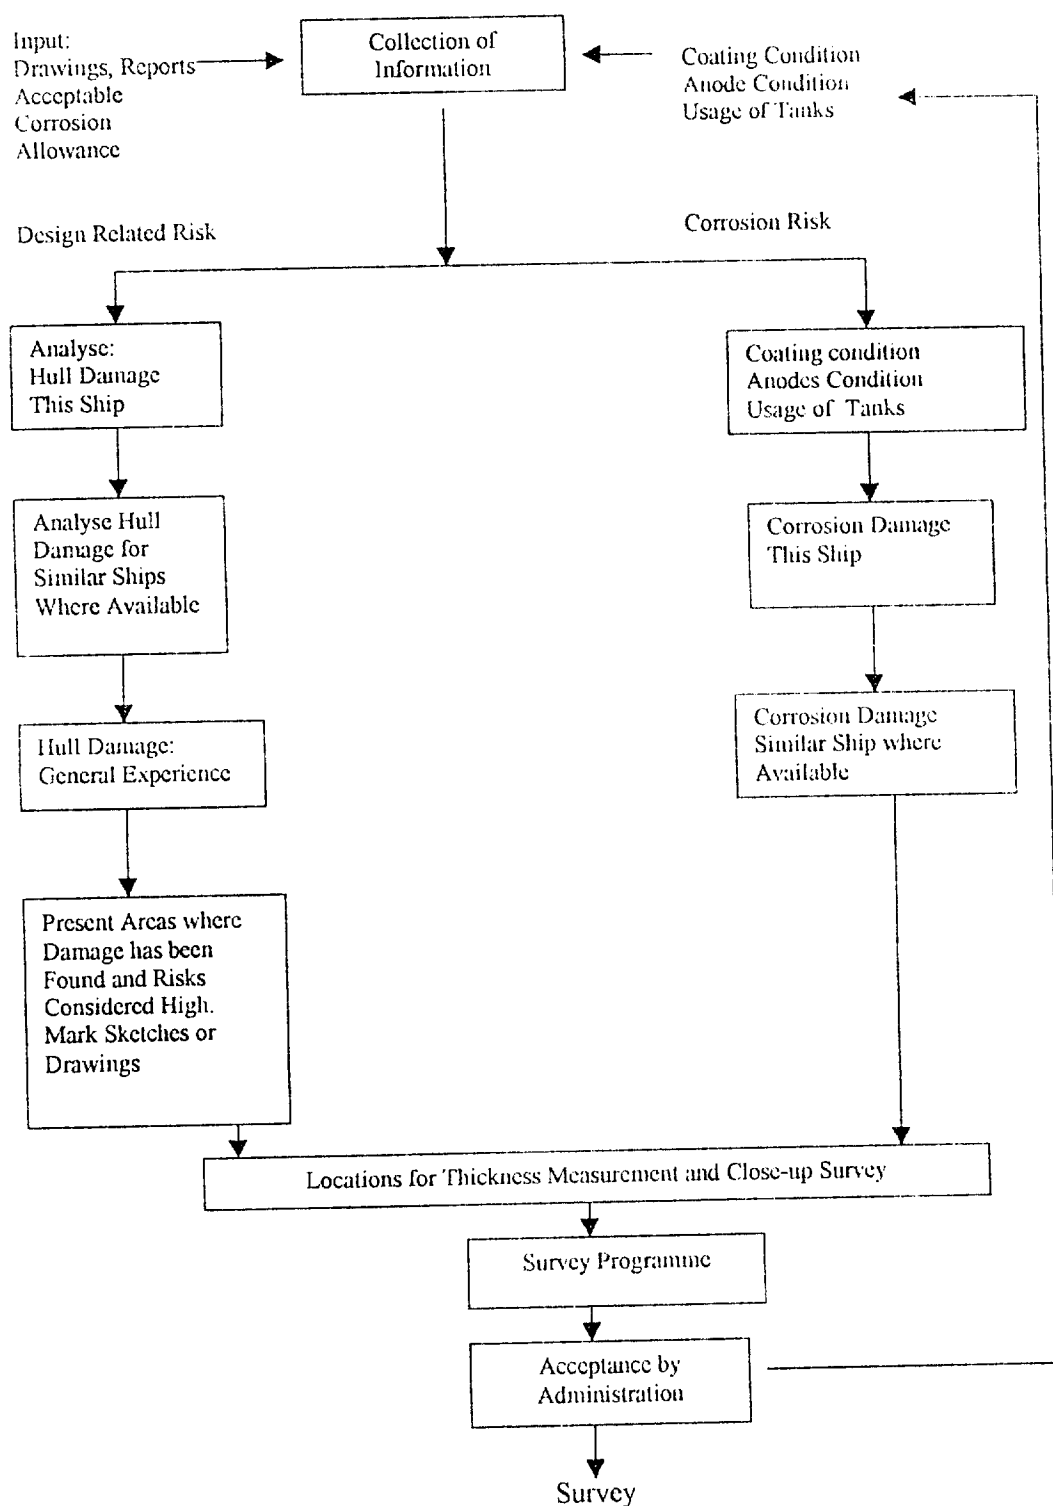 Input:
Drawings, Reports
Acceptable
Corrosion
Allowance
Collection of
Information
Coating Condition
Anode Condition
Usage of Tanks
Design Related Risk
Corrosion Risk
Analyse:
Hull Damage
This Ship
Analyse Hull
Damage for
Similar Ships
Where Available
Hull Damage:
General Experience
Present Areas where
Damage has been
Found and Risks
Considered High.
Mark Sketches or
Drawings
Coating condition
Anodes Condition
Usage of Tanks
Corrosion Damage
This Ship
Corrosion Damage
Similar Ship where
Available
Locations for Thickness Measurement and Close-up Survey
Survey Programme
Acceptance by
Administration
Survey